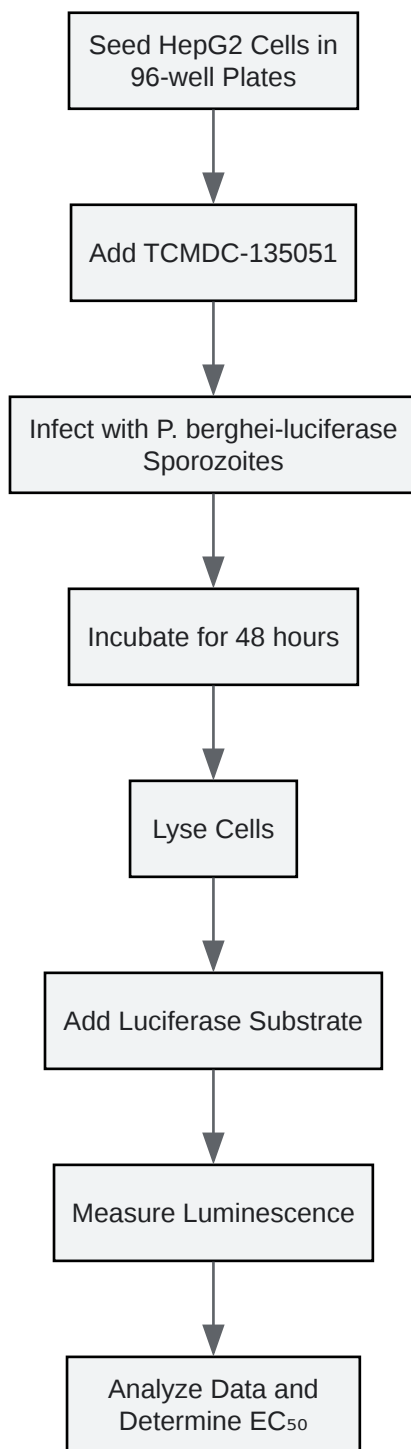 Seed HepG2 Cells in
96-well Plates
Add TCMDC-135051
Infect with P. berghei-luciferase
Sporozoites
Incubate for 48 hours
Lyse Cells
Add Luciferase Substrate
Measure Luminescence
Analyze Data and
Determine EC₅₀